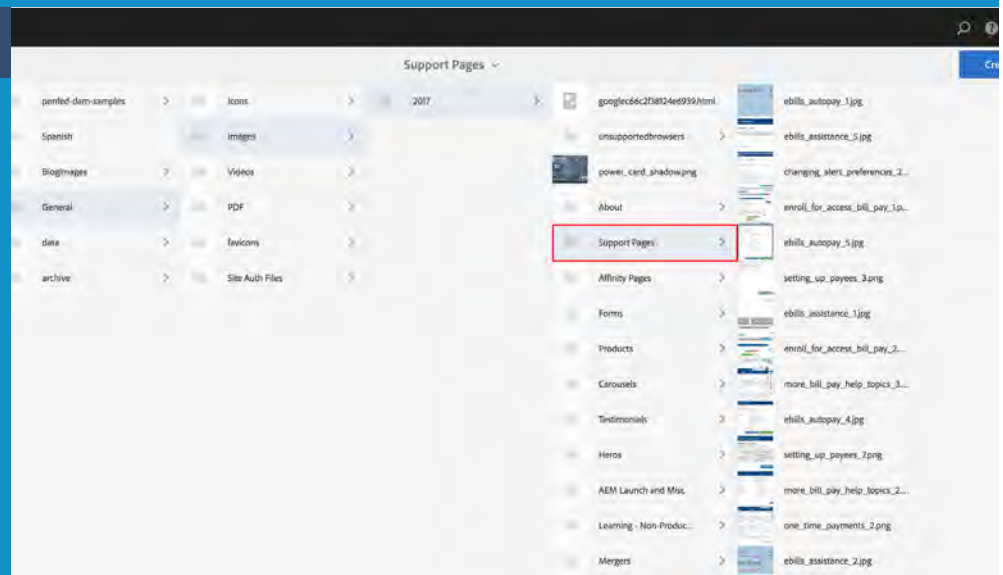 Support Pages
Cre
penfed-dam-samples
Spanish
BlogImages
General
data
archive
Icons
Images
Videos
PDF
favicons
Site Auth Files
2017
googlec66c2f38f24e6939.html
unsupportedbrowsers
power_card_shadow.png
About
Support Pages
Affinity Pages
Forms
Products
Carousels
Testimonials
Heros
AEM Launch and Misc
Learning - Non-Produc...
Mergers
ebills_autopay_1.jpg
ebills_assistance_5.jpg
changing_alert_preferences_2...
enroll_for_access_bill_pay_1.p...
ebills_autopay_5.jpg
setting_up_payees_3.png
ebills_assistance_1.jpg
enroll_for_access_bill_pay_2...
more_bill_pay_help_topics_3...
ebills_autopay_4.jpg
setting_up_payees_2.png
more_bill_pay_help_topics_2...
one_time_payments_2.png
ebills_assistance_2.jpg